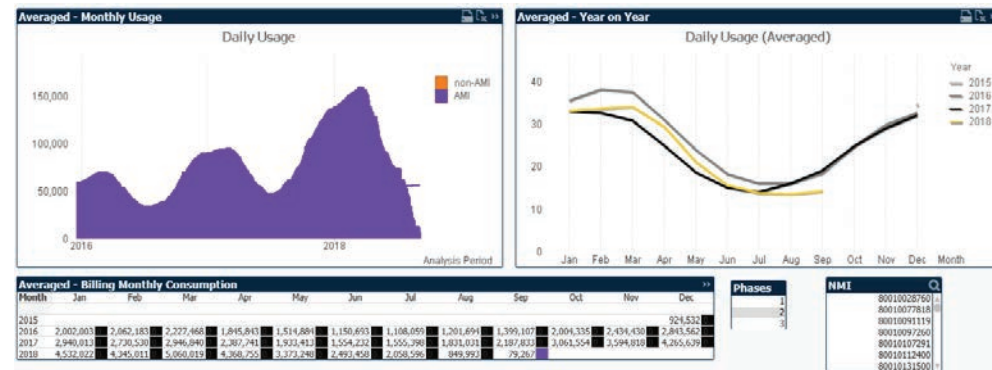 Averaged - Monthly Usage
Daily Usage
non-AMI
AMI
150,000
100,000
50,000
0
2016 2018
Analysis Period
Averaged - Year on Year
Daily Usage (Averaged)
Year
2015
2016
2017
2018
40
30
20
10
0
Jan Feb Mar Apr May Jun Jul Aug Sep Oct Nov Dec Month
Averaged - Billing Monthly Consumption
Month Jan Feb Mar Apr May Jun Jul Aug Sep Oct Nov Dec
2015 924,532
2016 2,002,003 2,062,183 2,227,468 1,845,843 1,514,884 1,150,693 1,108,059 1,201,694 1,399,107 2,004,335 2,434,430 2,843,562
2017 2,940,013 2,730,530 2,946,840 2,387,741 1,933,413 1,554,232 1,555,398 1,831,031 2,187,833 3,061,554 3,594,818 4,265,639
2018 4,532,022 4,345,011 5,060,019 4,368,755 3,373,248 2,493,458 2,058,596 849,993 79,267
Phases
1
2
3
NMI
80010028760
80010077818
80010091119
80010097260
80010107291
80010112400
80010131500